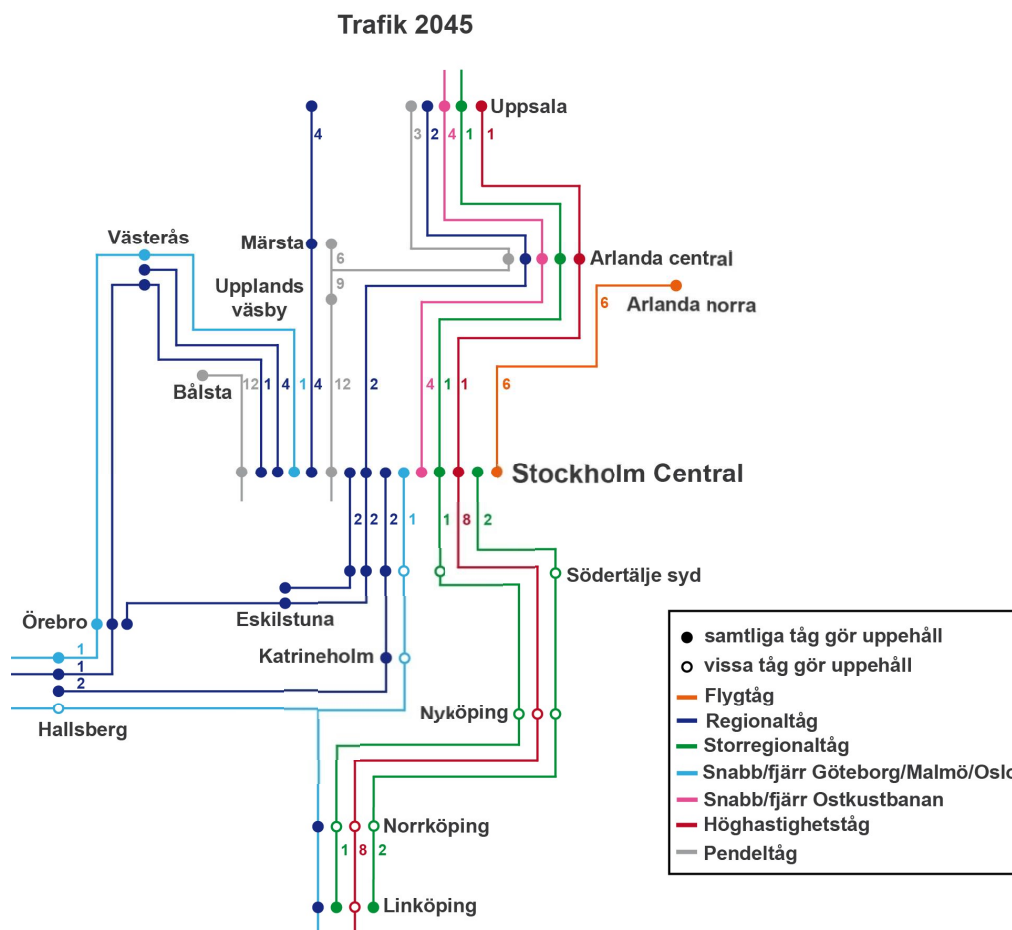 Trafik 2045
Uppsala
4
3
2
4
1
1
Västerås
Märsta
6
Arlanda central
Upplands
väsby
9
6
Arlanda norra
Bålsta
12
1
4
1
4
12
2
4
1
1
6
Stockholm Central
2
2
2
1
1
8
2
Södertälje syd
Örebro
Eskilstuna
1
1
2
Katrineholm
Hallsberg
Nyköping
Norrköping
1
8
2
Linköping
samtliga tåg gör uppehåll
vissa tåg gör uppehåll
Flygtåg
Regionaltåg
Storregionaltåg
Snabb/fjärr Göteborg/Malmö/Oslo
Snabb/fjärr Ostkustbanan
Höghastighetståg
Pendeltåg